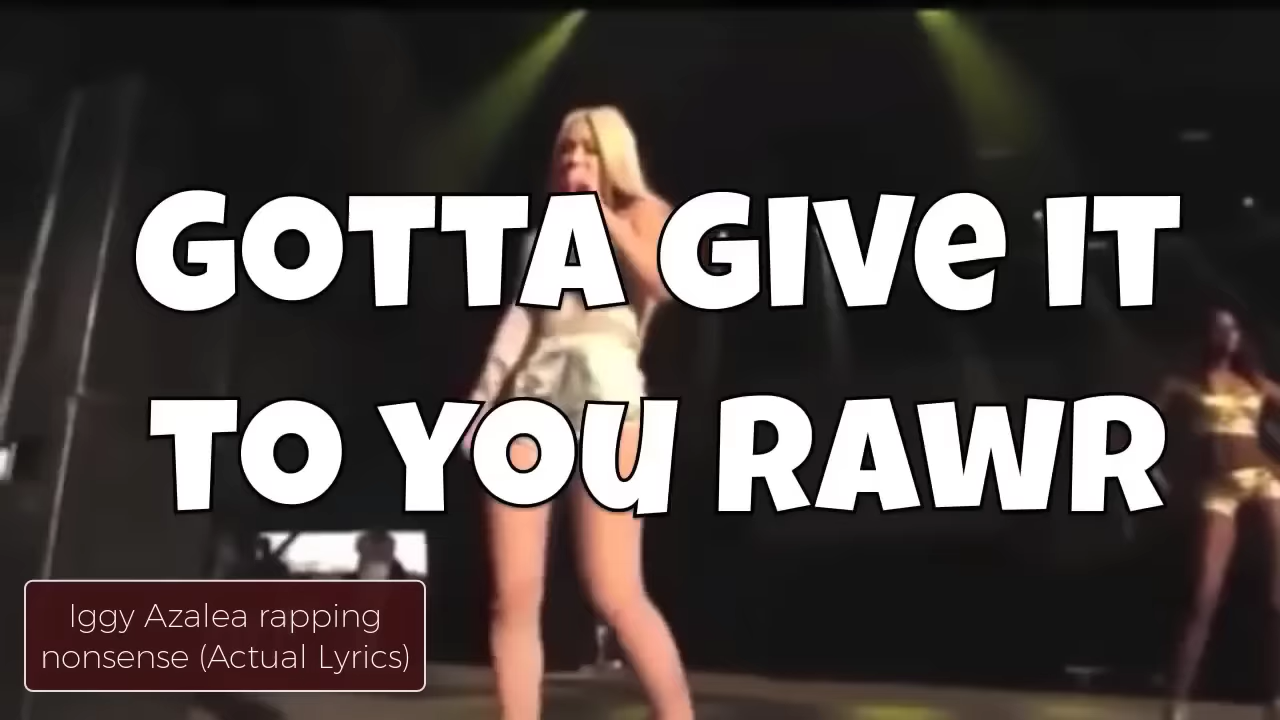 GOTTA GIVE IT
TO YOU RAWR
Iggy Azalea rapping
nonsense (Actual Lyrics)